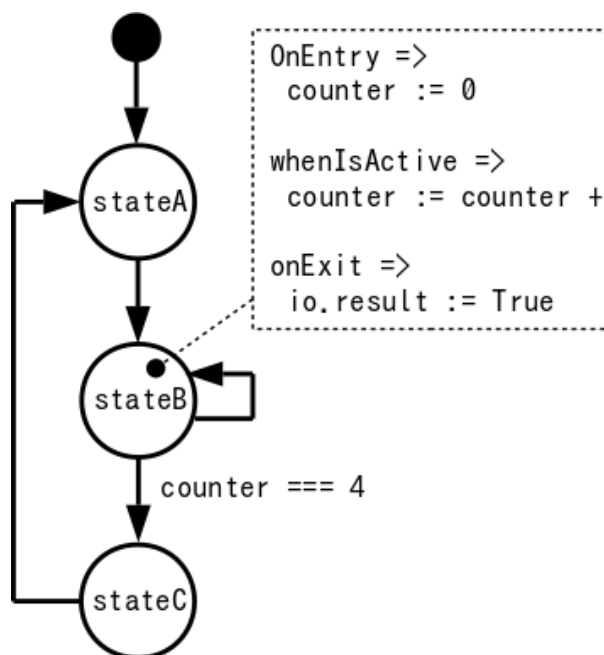 OnEntry =>
counter := 0
whenIsActive =>
counter := counter +
onExit =>
io.result := True
stateA
stateB
counter === 4
stateC